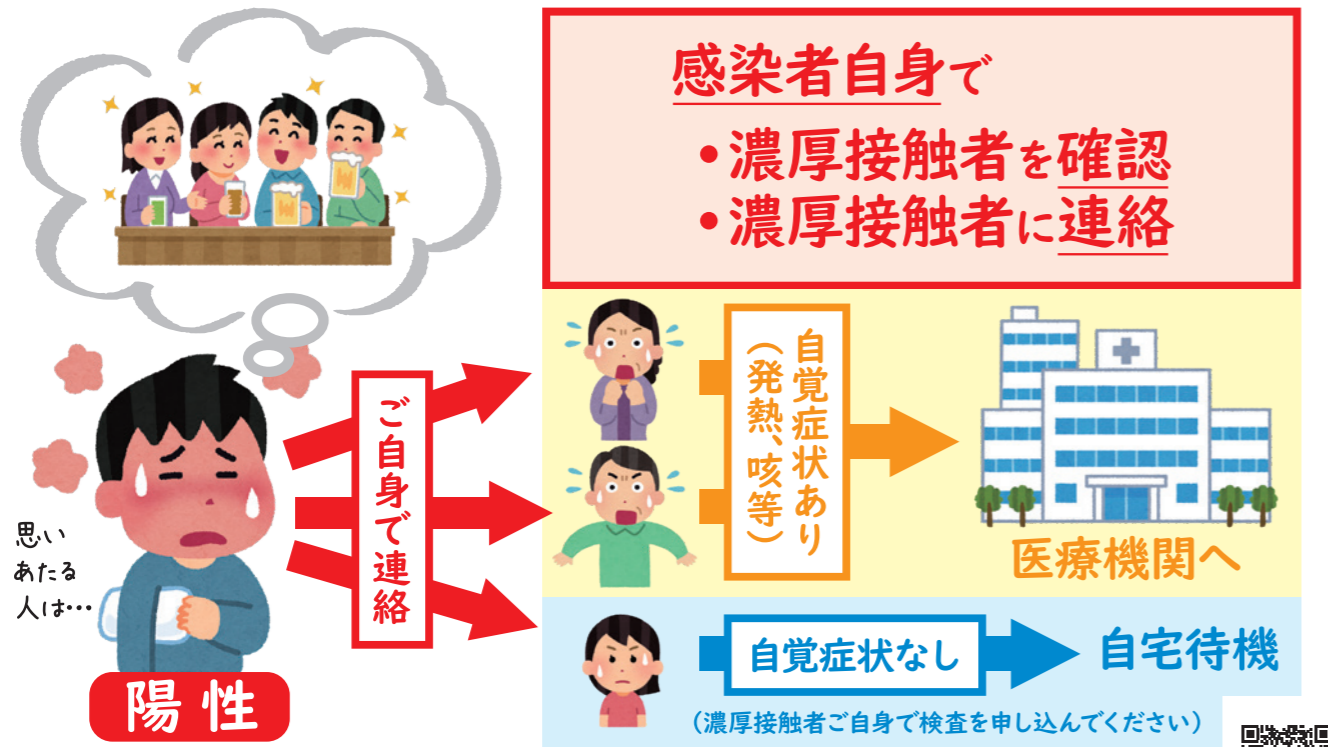 感染者自身で
・濃厚接触者を確認
・濃厚接触者に連絡
思い
あたる
人は…
陽性
ご自身で連絡
自覚症状あり
（発熱、咳等）
医療機関へ
自覚症状なし
自宅待機
（濃厚接触者ご自身で検査を申し込んでください）